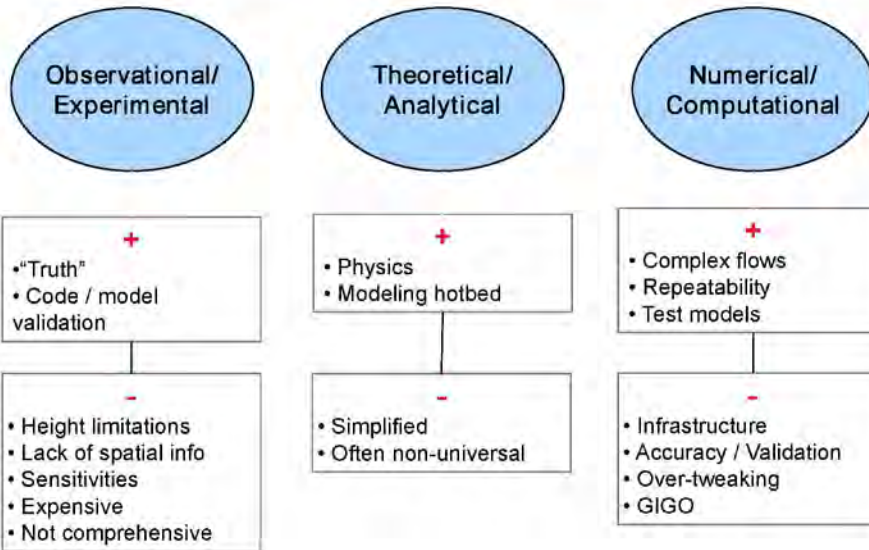 Observational/
Experimental
+
•“Truth”
• Code / model
validation
-
• Height limitations
• Lack of spatial info
• Sensitivities
• Expensive
• Not comprehensive
Theoretical/
Analytical
+
• Physics
• Modeling hotbed
-
• Simplified
• Often non-universal
Numerical/
Computational
+
• Complex flows
• Repeatability
• Test models
-
• Infrastructure
• Accuracy / Validation
• Over-tweaking
• GIGO